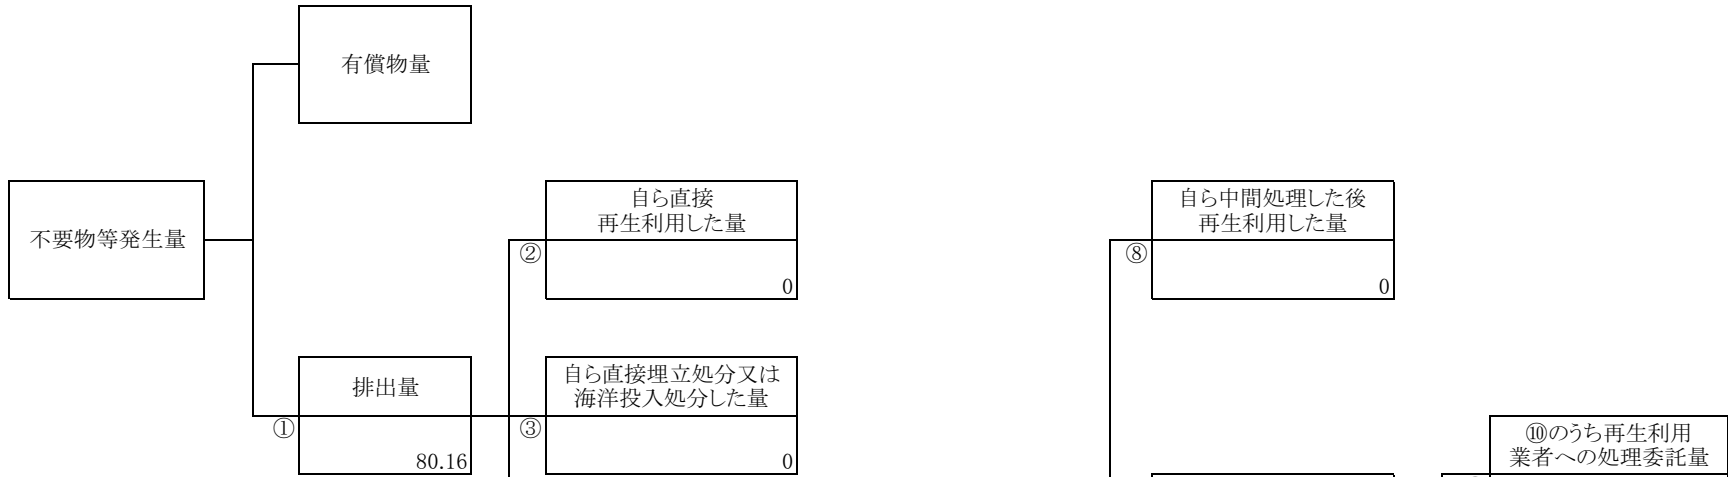 有償物量
不要物等発生量
自ら直接
再生利用した量
②
0
自ら中間処理した後
再生利用した量
⑧
0
排出量
①
80.16
自ら直接埋立処分又は
海洋投入処分した量
③
0
⑩のうち再生利用
業者への処理委託量